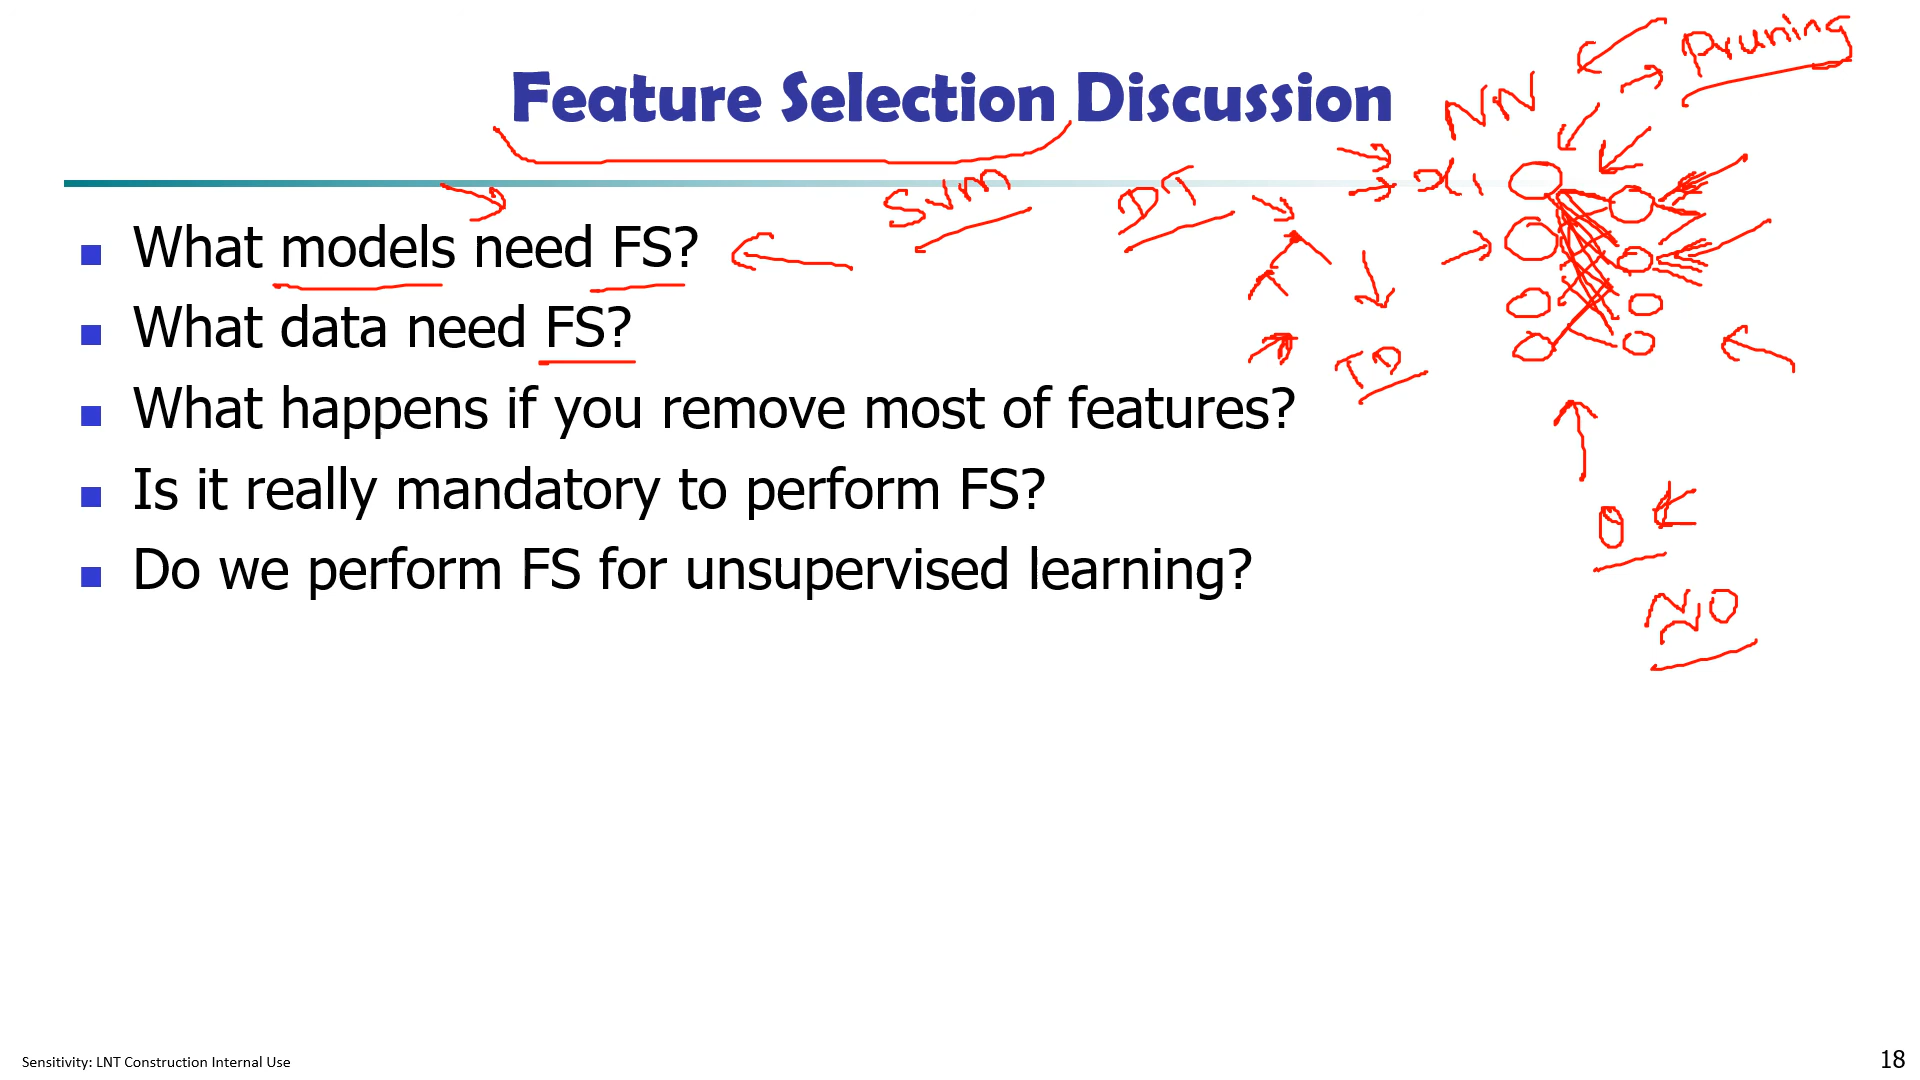 Pruning
NN
Feature Selection Discussion
SVM
DT
x1
What models need FS?
What data need FS?
What happens if you remove most of features?
Is it really mandatory to perform FS?
0
Do we perform FS for unsupervised learning?
NO
Sensitivity: LNT Construction Internal Use
18